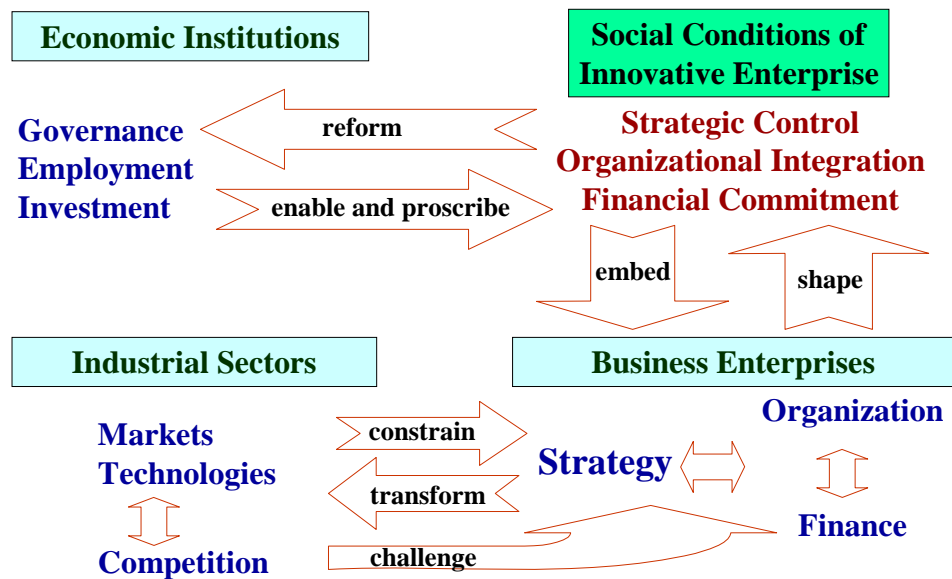 Economic Institutions
Social Conditions of
Innovative Enterprise
Governance
Employment
Investment
reform
enable and proscribe
Strategic Control
Organizational Integration
Financial Commitment
embed
shape
Industrial Sectors
Business Enterprises
Markets
Technologies
Competition
constrain
transform
challenge
Strategy
Organization
Finance